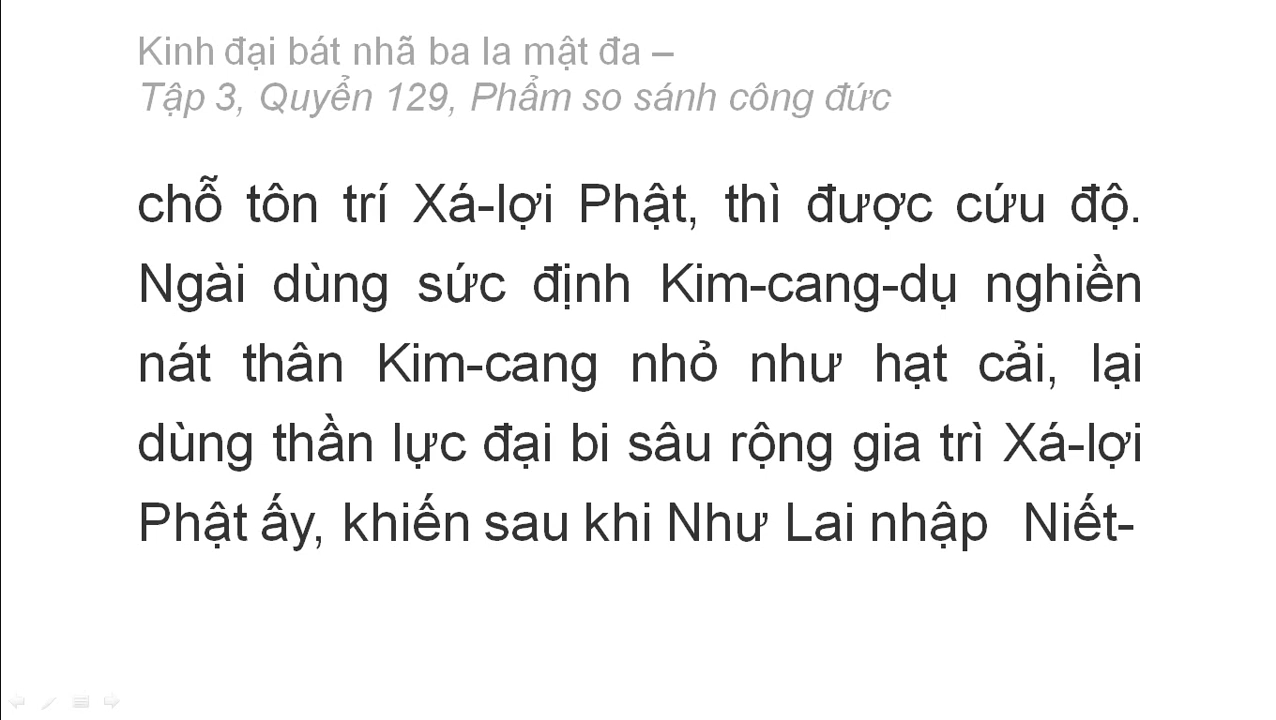 Kinh đại bát nhã ba la mật đa –
Tập 3, Quyển 129, Phẩm so sánh công đức
chỗ tôn trí Xá-lợi Phật, thì được cứu độ.
Ngài dùng sức định Kim-cang-dụ nghiền
nát thân Kim-cang nhỏ như hạt cải, lại
dùng thần lực đại bi sâu rộng gia trì Xá-lợi
Phật ấy, khiến sau khi Như Lai nhập Niết-